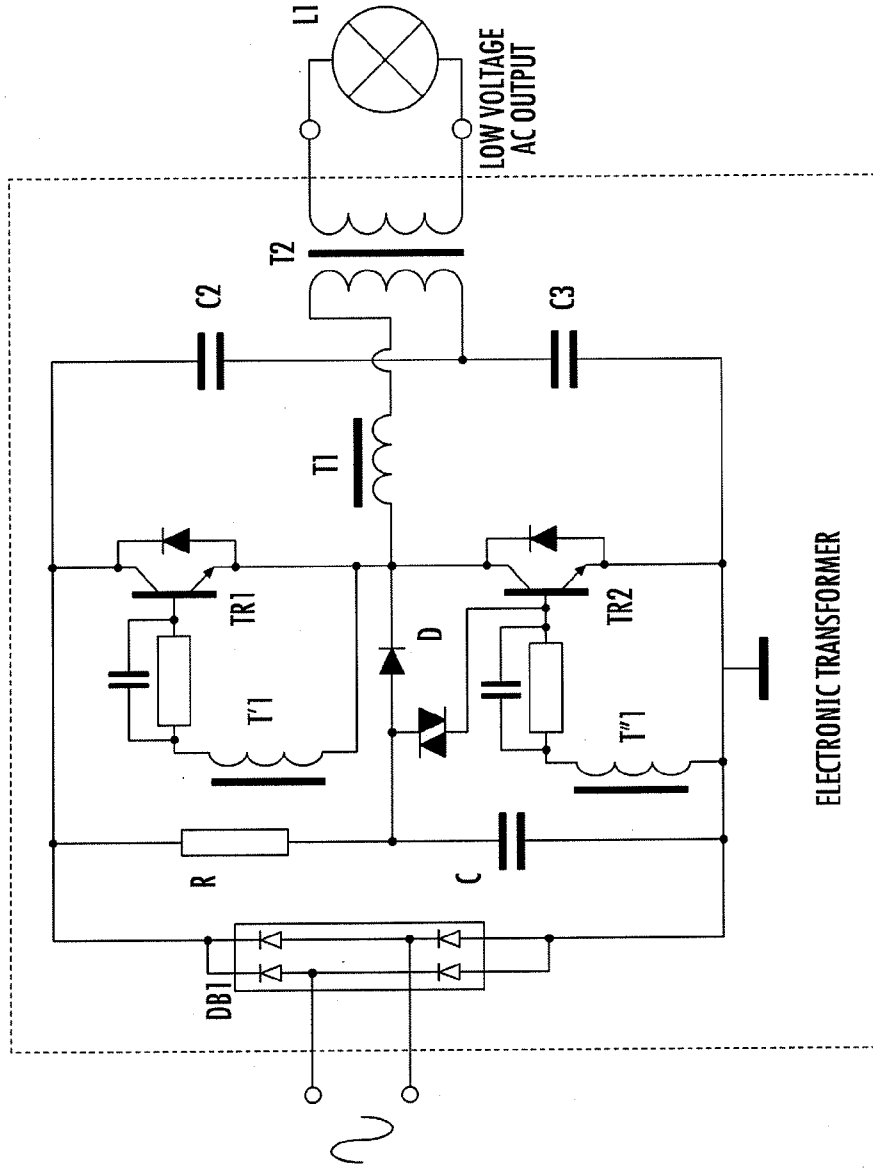 DB1
R
C
T'1
T"1
TR1
TR2
D
T1
C2
C3
T2
L1
LOW VOLTAGE
AC OUTPUT
ELECTRONIC TRANSFORMER